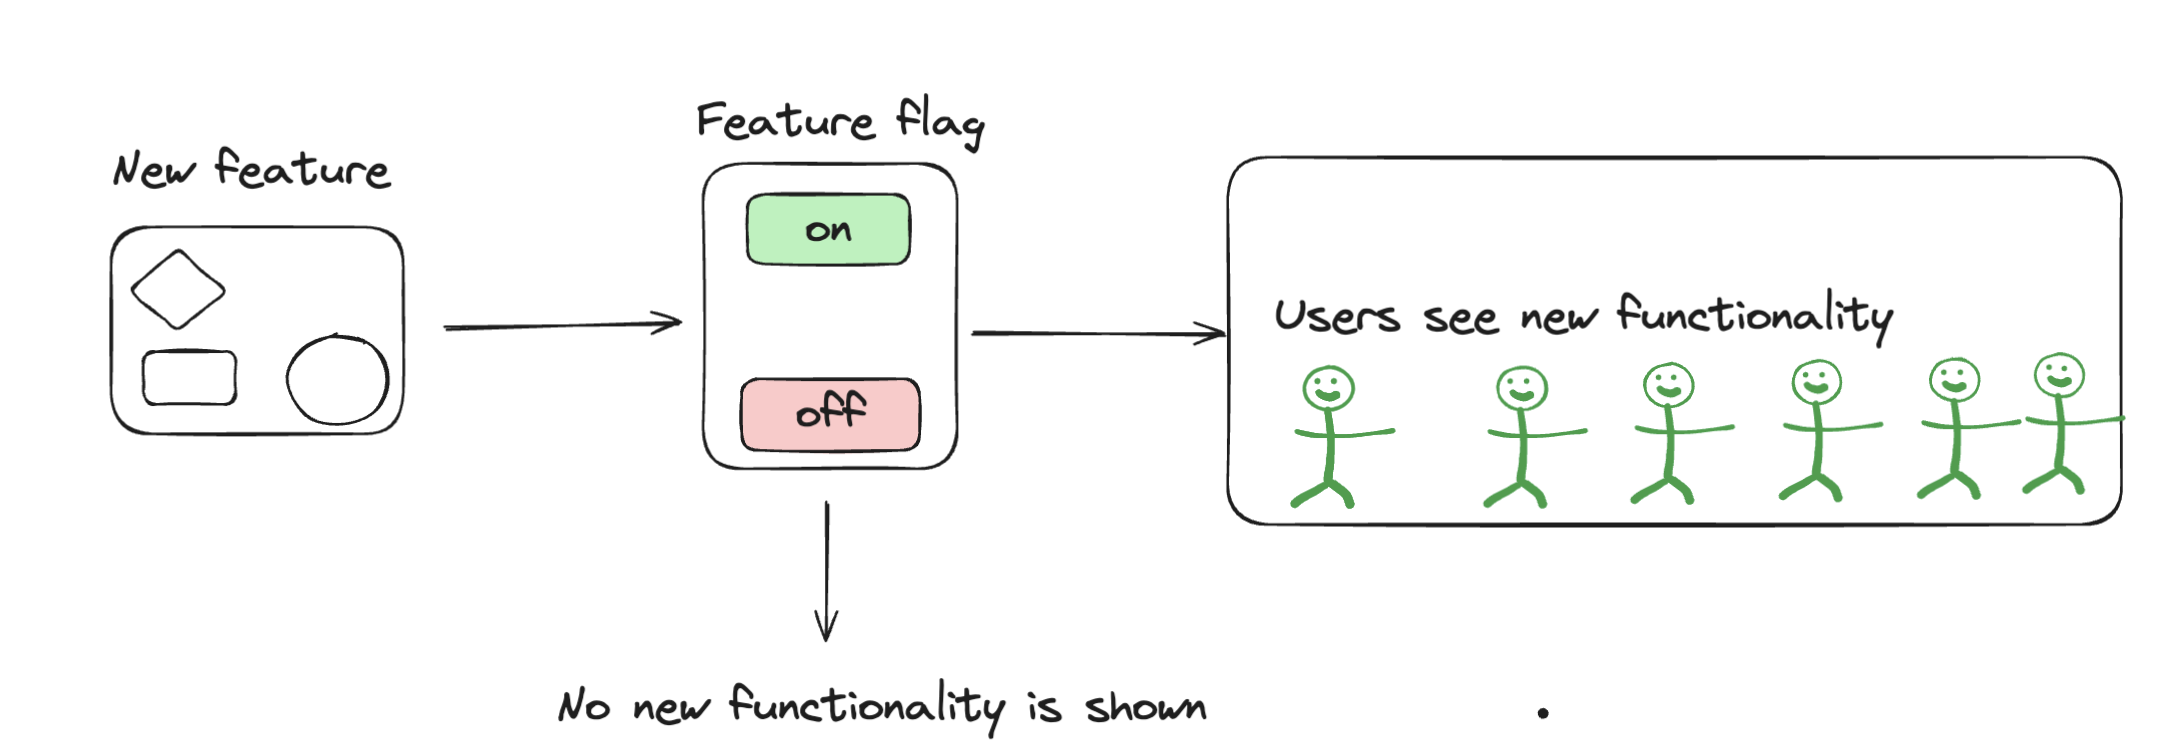 New feature
Feature flag
on
off
Users see new functionality
No new functionality is shown